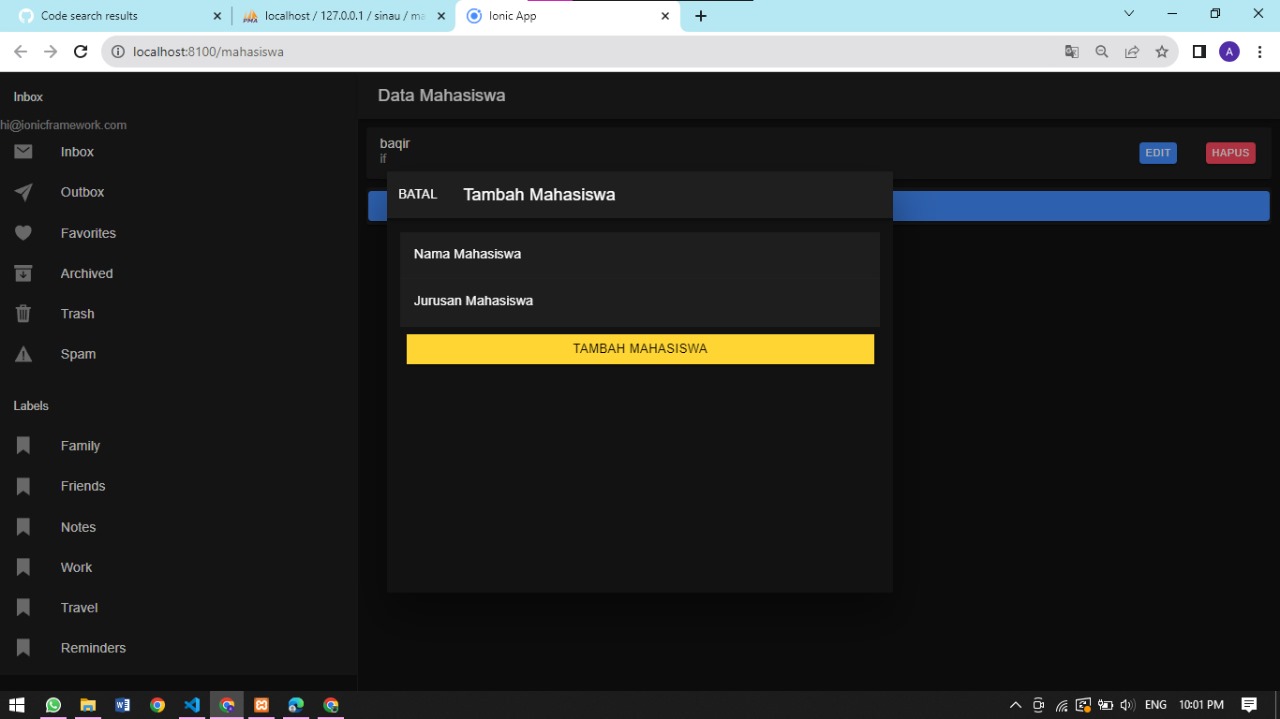 Code search results
localhost / 127.0.0.1 / sinau / ma
Ionic App
localhost:8100/mahasiswa
A
Inbox
hi@ionicframework.com
Inbox
Outbox
Favorites
Archived
Trash
Spam
Labels
Family
Friends
Notes
Work
Travel
Reminders
Data Mahasiswa
baqir
if
EDIT
HAPUS
BATAL
Tambah Mahasiswa
Nama Mahasiswa
Jurusan Mahasiswa
TAMBAH MAHASISWA
ENG
10:01 PM